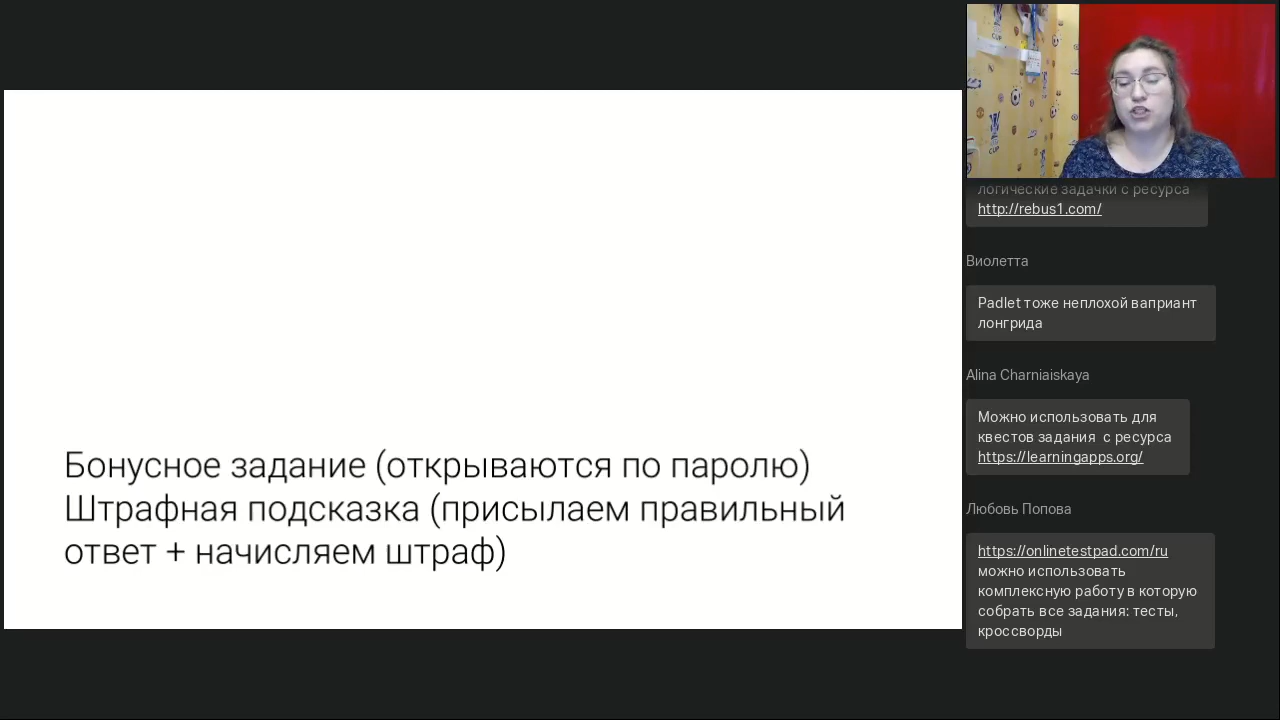 Бонусное задание (открываются по паролю)
Штрафная подсказка (присылаем правильный
ответ + начисляем штраф)
CUP
CUP
логические задачки с ресурса
http://rebus1.com/
Виолетта
Padlet тоже неплохой ваприант
лонгрида
Alina Charniaiskaya
Можно использовать для
квестов задания с ресурса
https://learningapps.org/
Любовь Попова
https://onlinetestpad.com/ru
можно использовать
комплексную работу в которую
собрать все задания: тесты,
кроссворды